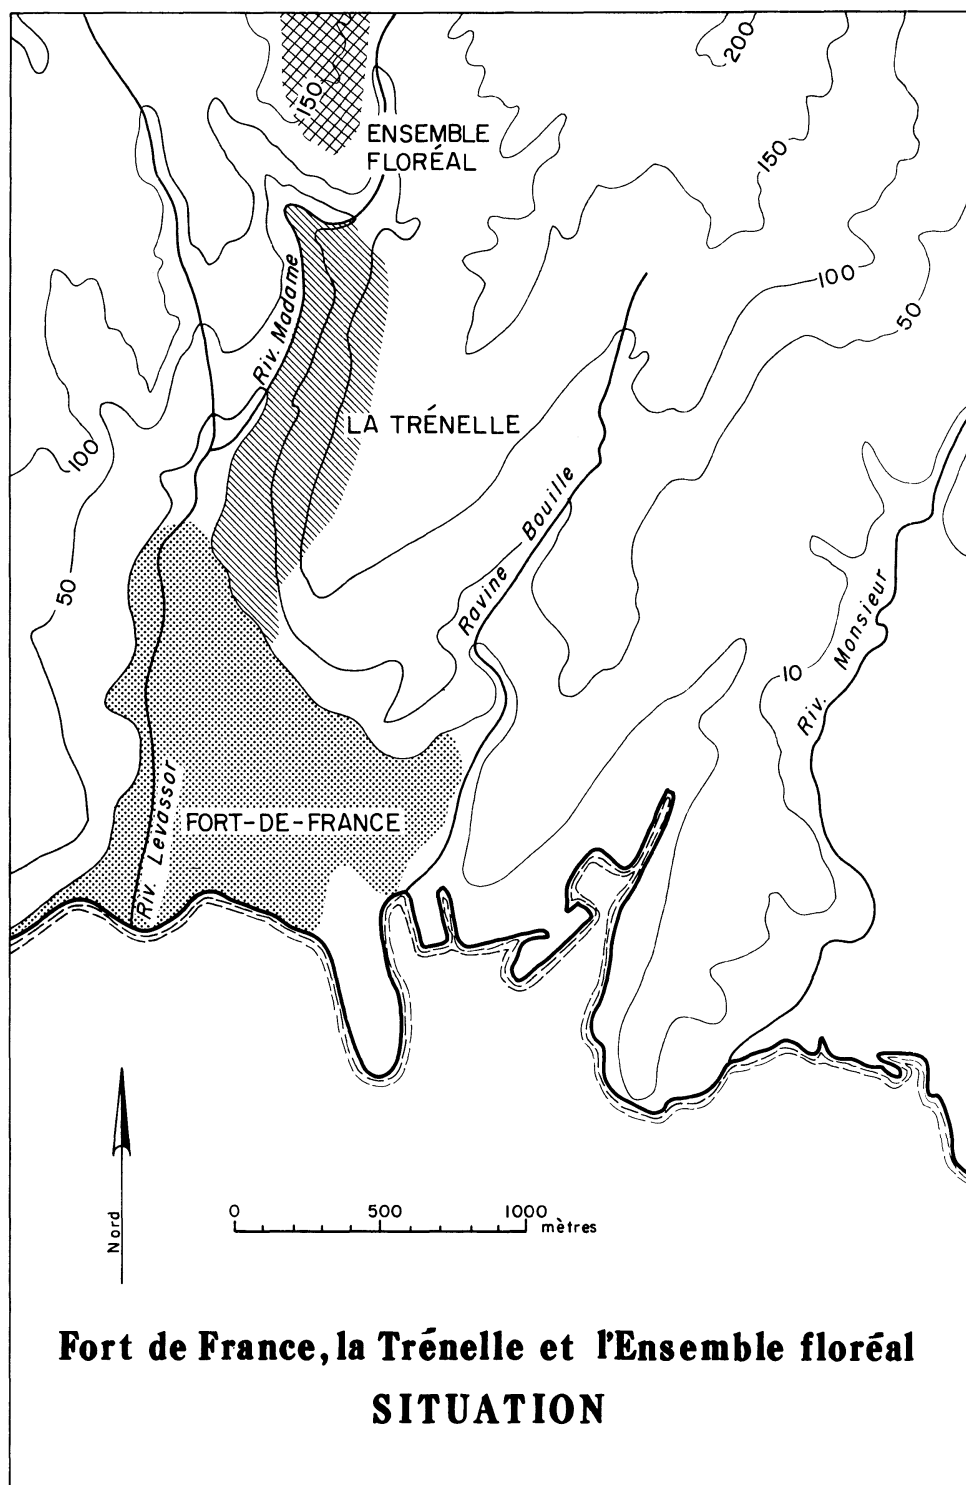 200
150
150
ENSEMBLE
FLORÉAL
100
50
Riv. Madame
LA TRÉNELLE
100
Ravine Bouille
50
10
Riv. Monsieur
Riv. Levassor
FORT-DE-FRANCE
Nord
0 500 1000
mètres
Fort de France, la Trénelle et l'Ensemble floréal
SITUATION